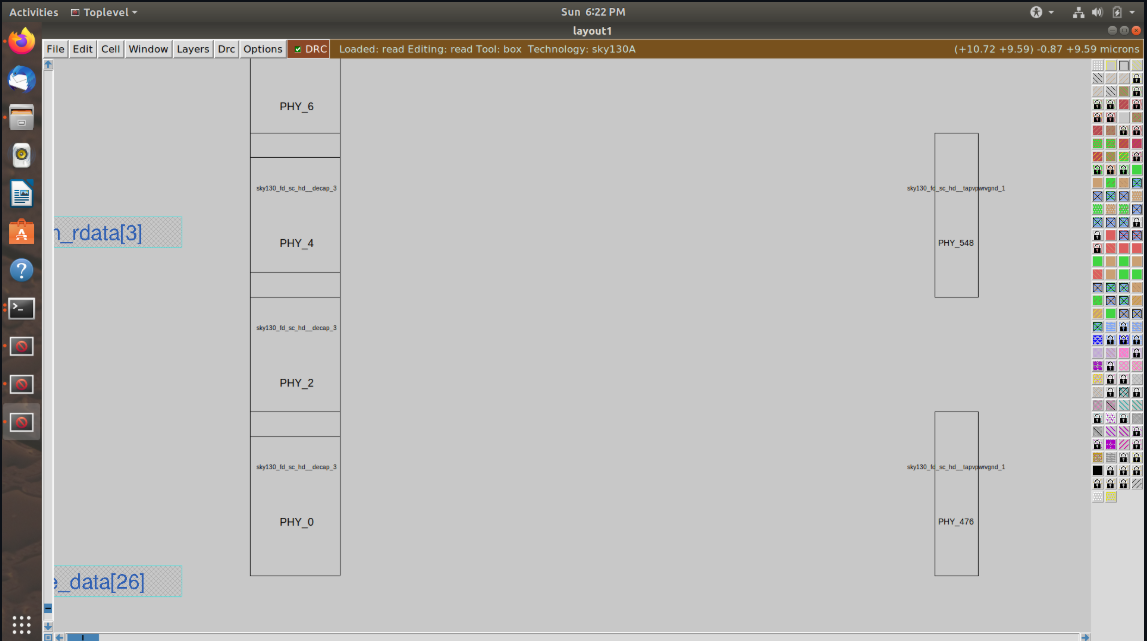 Activities Toplevel Sun 6:22 PM
layout1
File Edit Cell Window Layers Drc Options DRC Loaded: read Editing: read Tool: box Technology: sky130A (+10.72 +9.59) -0.87 +9.59 microns
PHY_6
sky130_fd_sc_hd__decap_3
sky130_fd_sc_hd__tapvpwrvgnd_1
_rdata[3]
PHY_4
PHY_548
sky130_fd_sc_hd__decap_3
PHY_2
sky130_fd_sc_hd__decap_3
sky130_fd_sc_hd__tapvpwrvgnd_1
PHY_0
PHY_476
_data[26]